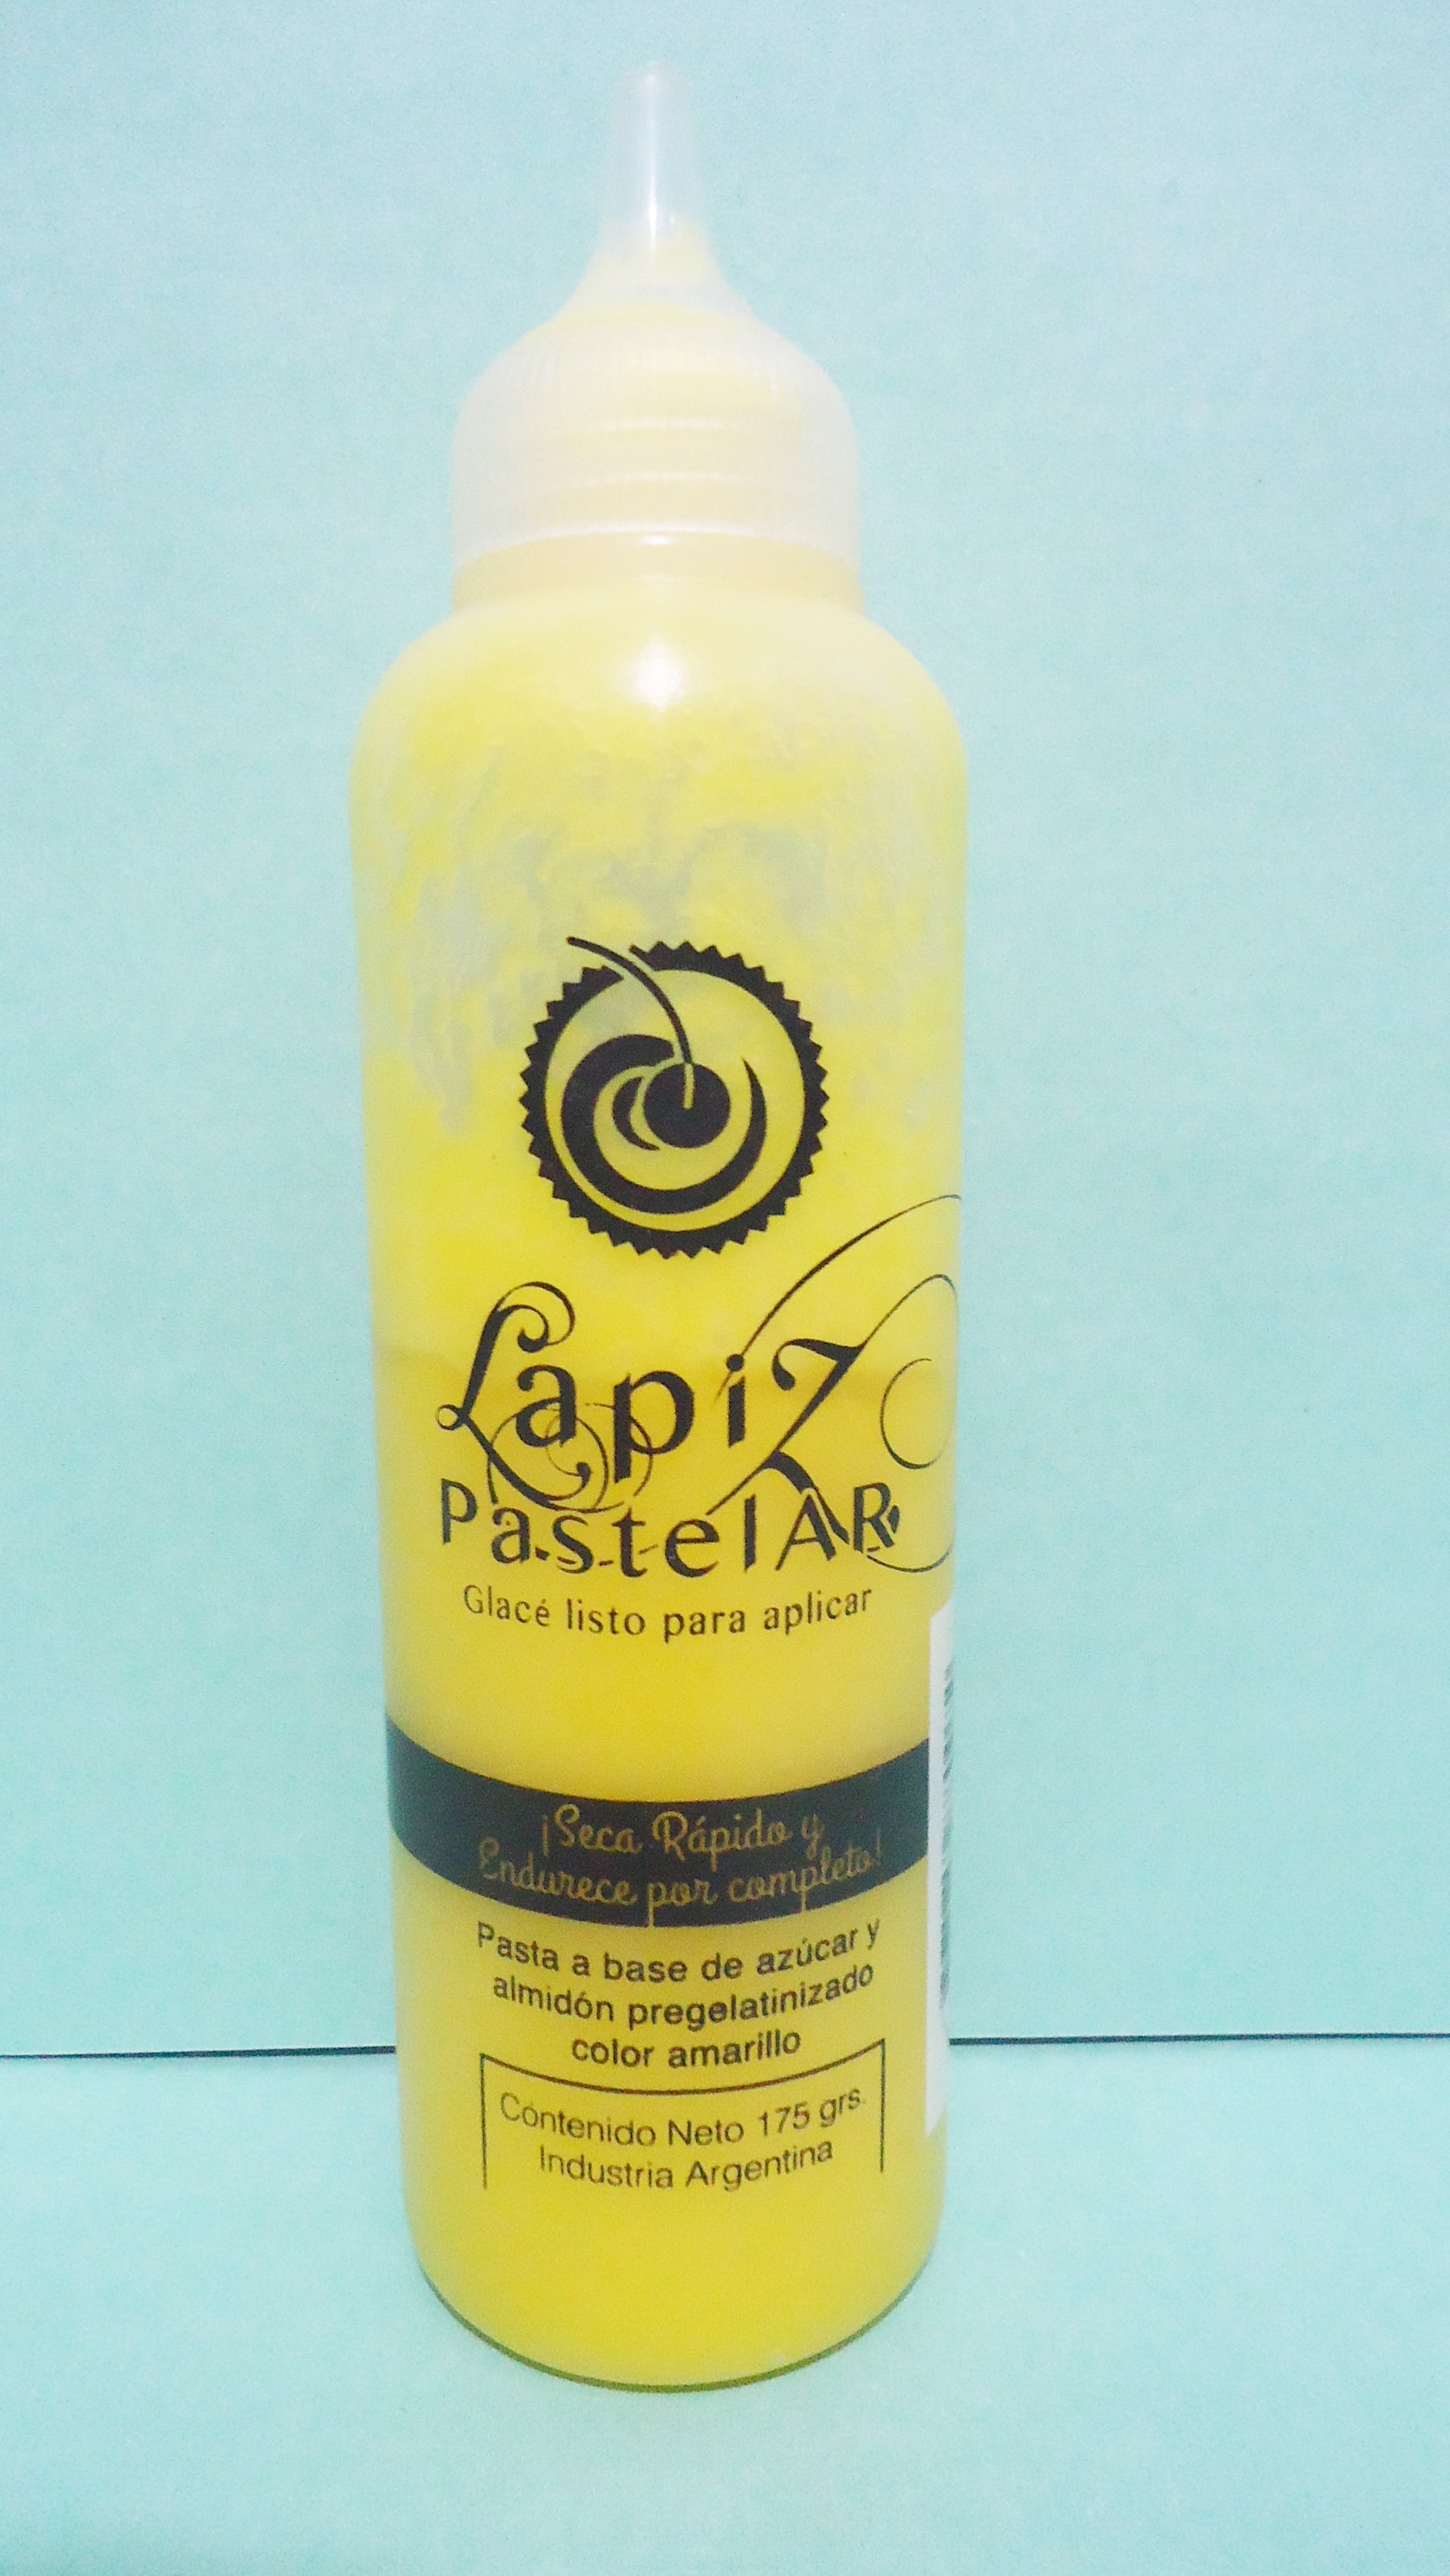 Lapiz
PastelAR
Glacé listo para aplicar
¡Seca Rápido y
Endurece por completo!
Pasta a base de azúcar y
almidón pregelatinizado
color amarillo
Contenido Neto 175 grs.
Industria Argentina